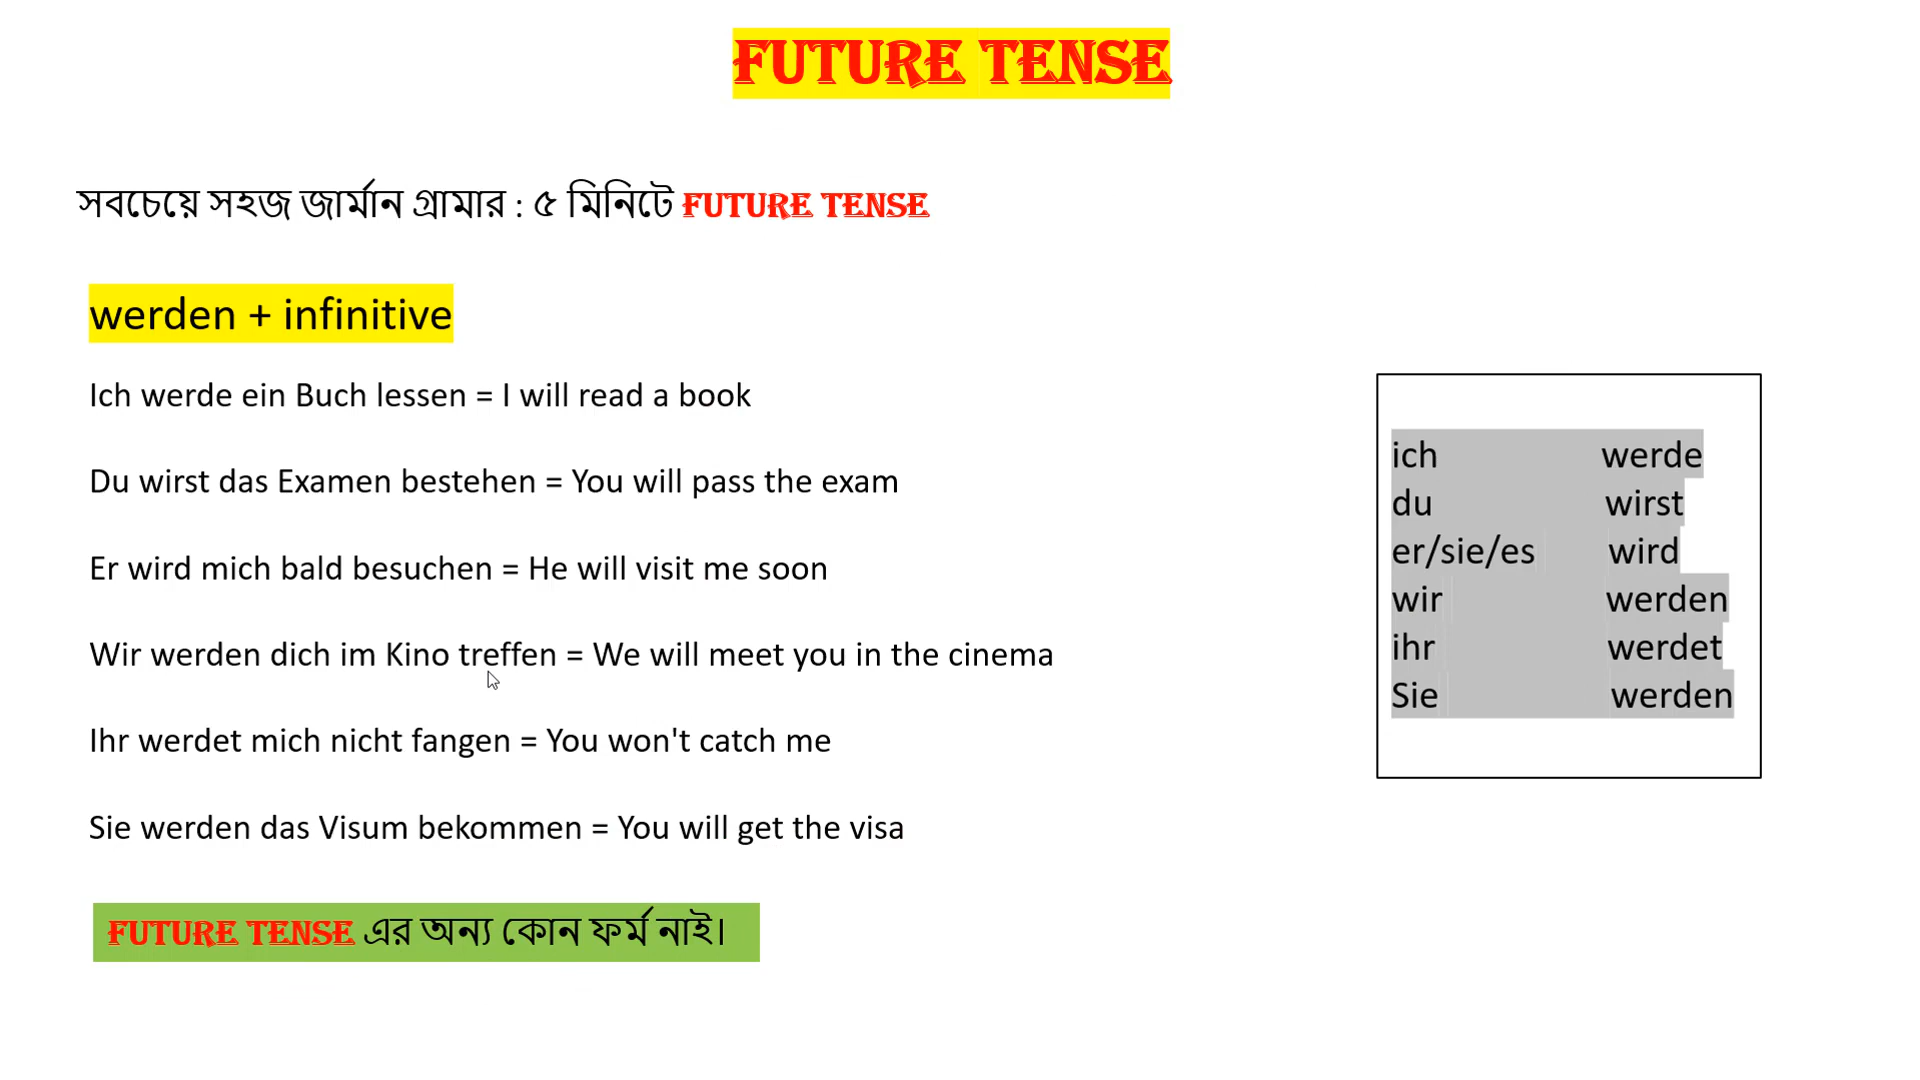 FUTURE TENSE
সবচেয়ে সহজ জার্মান গ্রামার : ৫ মিনিটে FUTURE TENSE
werden + infinitive
Ich werde ein Buch lessen = I will read a book
Du wirst das Examen bestehen = You will pass the exam
Er wird mich bald besuchen = He will visit me soon
Wir werden dich im Kino treffen = We will meet you in the cinema
Ihr werdet mich nicht fangen = You won't catch me
Sie werden das Visum bekommen = You will get the visa
FUTURE TENSE এর অন্য কোন ফর্ম নাই।
ich werde
du wirst
er/sie/es wird
wir werden
ihr werdet
Sie werden